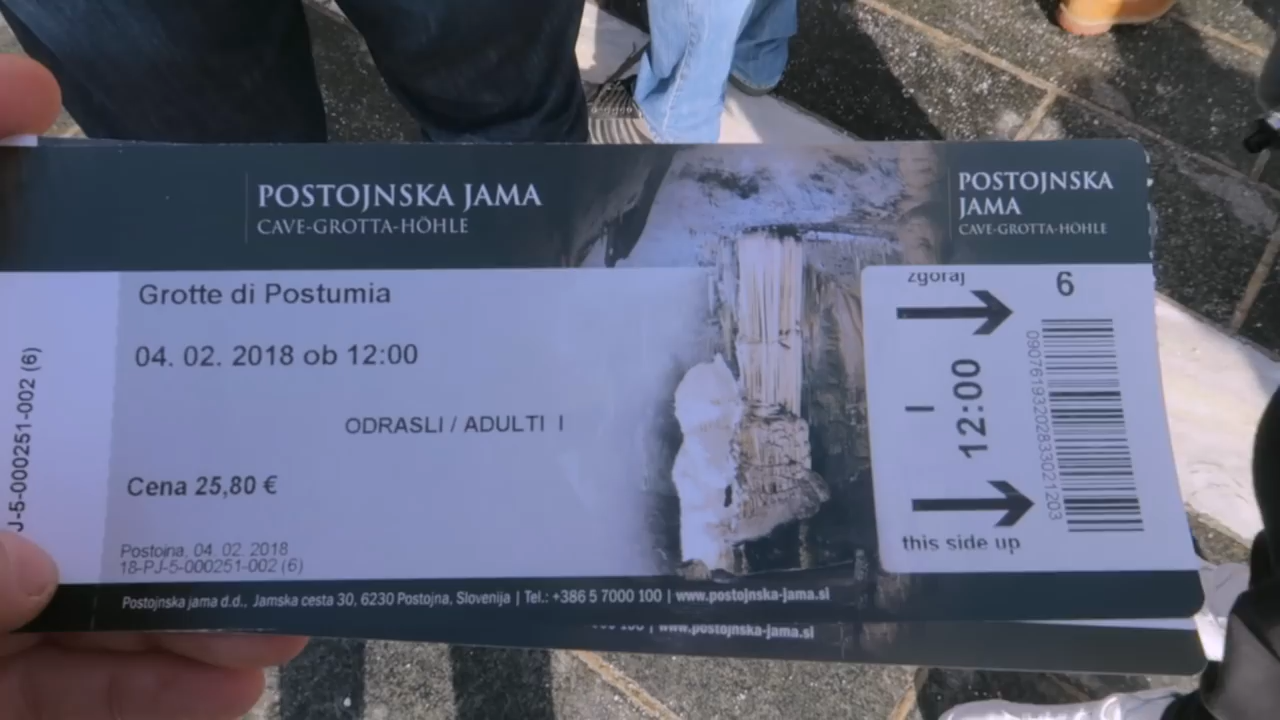 POSTOJNSKA JAMA
CAVE-GROTTA-HÖHLE
Grotte di Postumia
04. 02. 2018 ob 12:00
ODRASLI / ADULTI I
Cena 25,80 €
Postojna, 04. 02. 2018
18-PJ-5-000251-002 (6)
Postojnska jama d.d., Jamska cesta 30, 6230 Postojna, Slovenija | Tel.: +386 5 7000 100 | www.postojnska-jama.si
J-5-000251-002 (6)
POSTOJNSKA
JAMA
CAVE-GROTTA-HÖHLE
zgoraj
6
I
12:00
this side up
100 | www.postojnska-jama.si